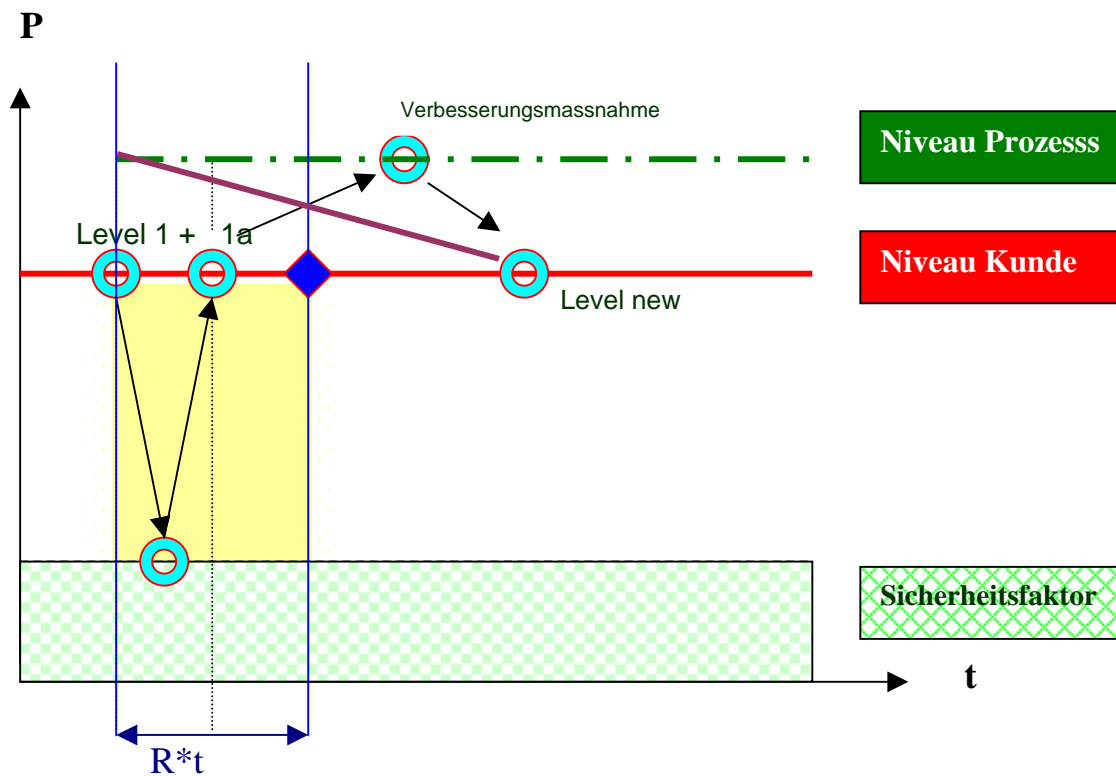 P
Verbesserungsmassnahme
Niveau Prozesss
Level 1 + 1a
Niveau Kunde
Level new
Sicherheitsfaktor
t
R*t